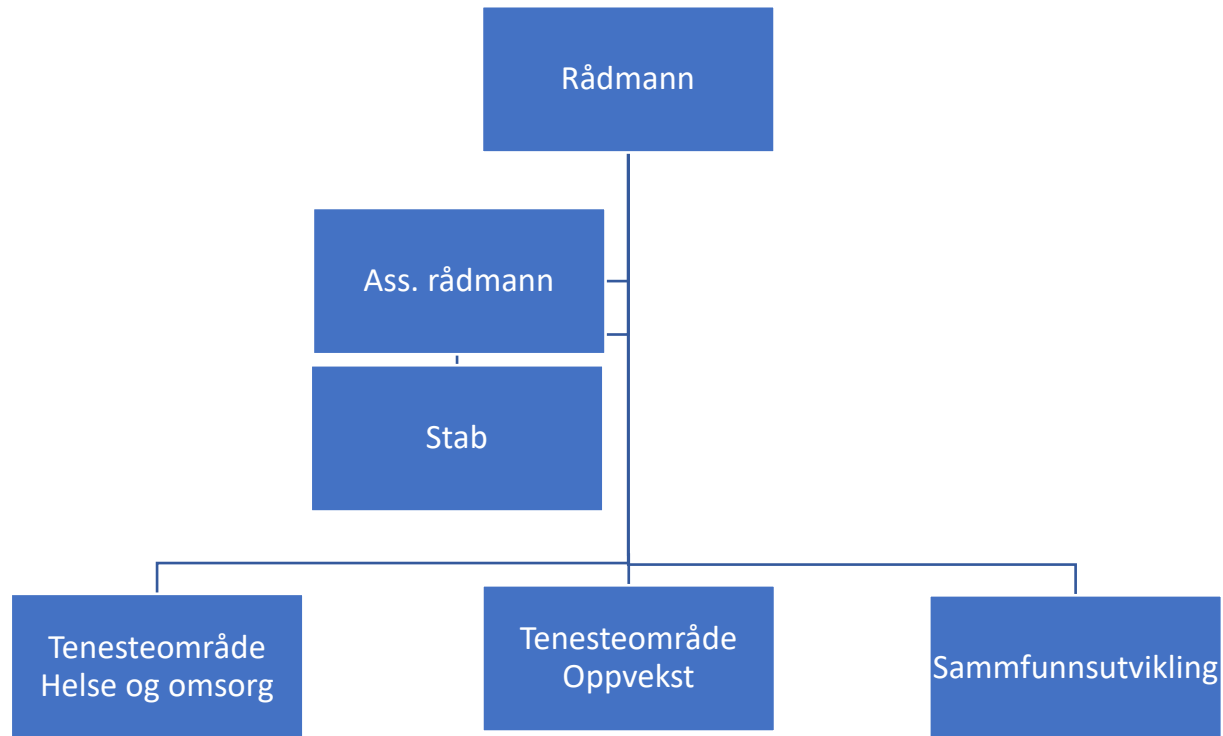 Rådmann
Ass. rådmann
Stab
Tenesteområde
Helse og omsorg
Tenesteområde
Oppvekst
Sammfunnsutvikling